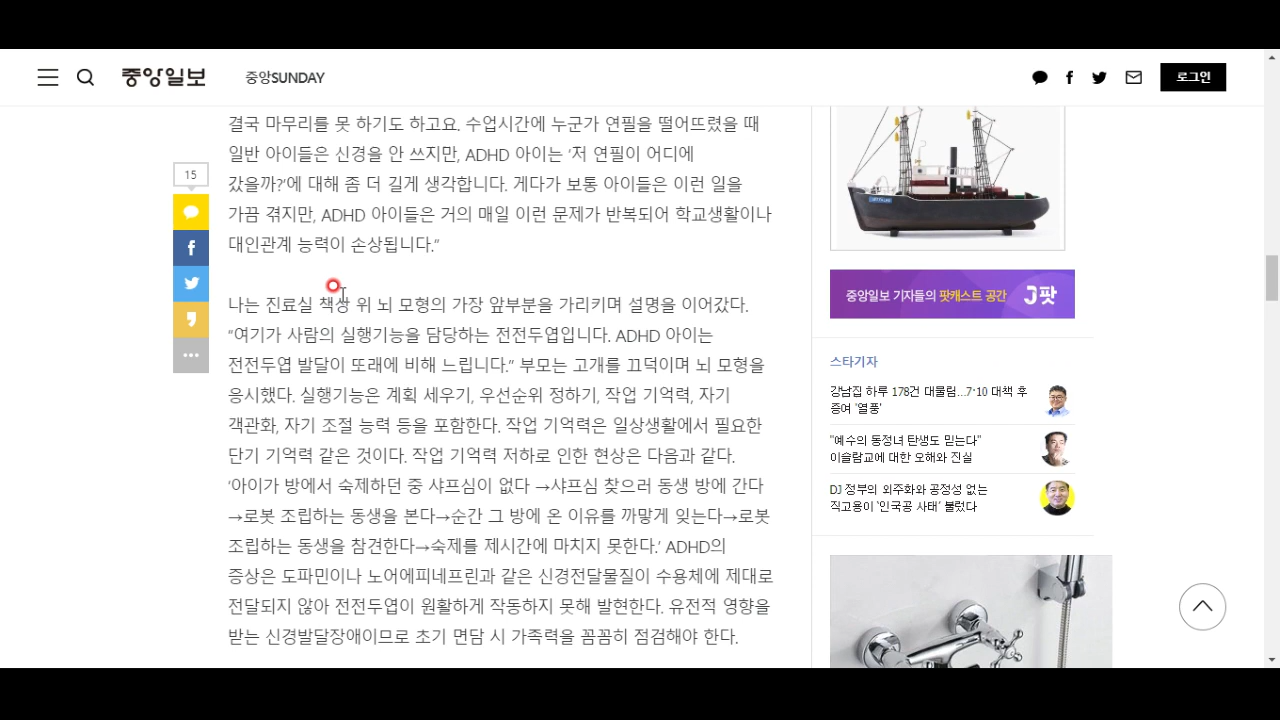 중앙일보
중앙SUNDAY
로그인
15
결국 마무리를 못 하기도 하고요. 수업시간에 누군가 연필을 떨어뜨렸을 때
일반 아이들은 신경을 안 쓰지만, ADHD 아이는 ‘저 연필이 어디에
갔을까?’에 대해 좀 더 길게 생각합니다. 게다가 보통 아이들은 이런 일을
가끔 겪지만, ADHD 아이들은 거의 매일 이런 문제가 반복되어 학교생활이나
대인관계 능력이 손상됩니다.”
나는 진료실 책상 위 뇌 모형의 가장 앞부분을 가리키며 설명을 이어갔다.
“여기가 사람의 실행기능을 담당하는 전전두엽입니다. ADHD 아이는
전전두엽 발달이 또래에 비해 느립니다.” 부모는 고개를 끄덕이며 뇌 모형을
응시했다. 실행기능은 계획 세우기, 우선순위 정하기, 작업 기억력, 자기
객관화, 자기 조절 능력 등을 포함한다. 작업 기억력은 일상생활에서 필요한
단기 기억력 같은 것이다. 작업 기억력 저하로 인한 현상은 다음과 같다.
‘아이가 방에서 숙제하던 중 샤프심이 없다 →샤프심 찾으러 동생 방에 간다
→로봇 조립하는 동생을 본다→순간 그 방에 온 이유를 까맣게 잊는다→로봇
조립하는 동생을 참견한다→숙제를 제시간에 마치지 못한다.’ ADHD의
증상은 도파민이나 노어에피네프린과 같은 신경전달물질이 수용체에 제대로
전달되지 않아 전전두엽이 원활하게 작동하지 못해 발현한다. 유전적 영향을
받는 신경발달장애이므로 초기 면담 시 가족력을 꼼꼼히 점검해야 한다.
중앙일보 기자들의 팟캐스트 공간 J팟
스타기자
강남집 하루 178건 대물림…7·10 대책 후
증여 ‘열풍’
“예수의 동정녀 탄생도 믿는다”
이슬람교에 대한 오해와 진실
DJ 정부의 외주화와 공정성 없는
직고용이 ‘인국공 사태’ 불렀다